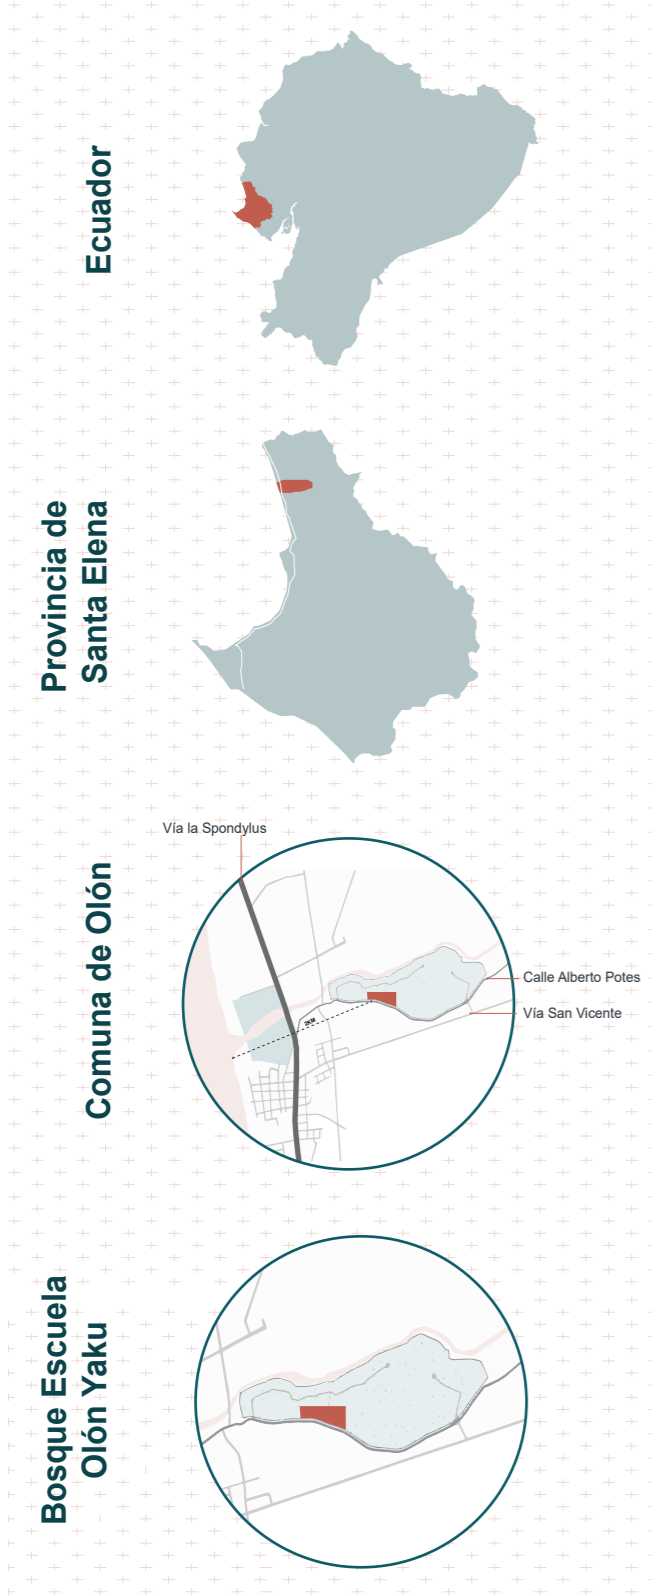 Ecuador
Provincia de
Santa Elena
Comuna de Olón
Vía la Spondylus
Calle Alberto Potes
Vía San Vicente
2KM
Bosque Escuela
Olón Yaku